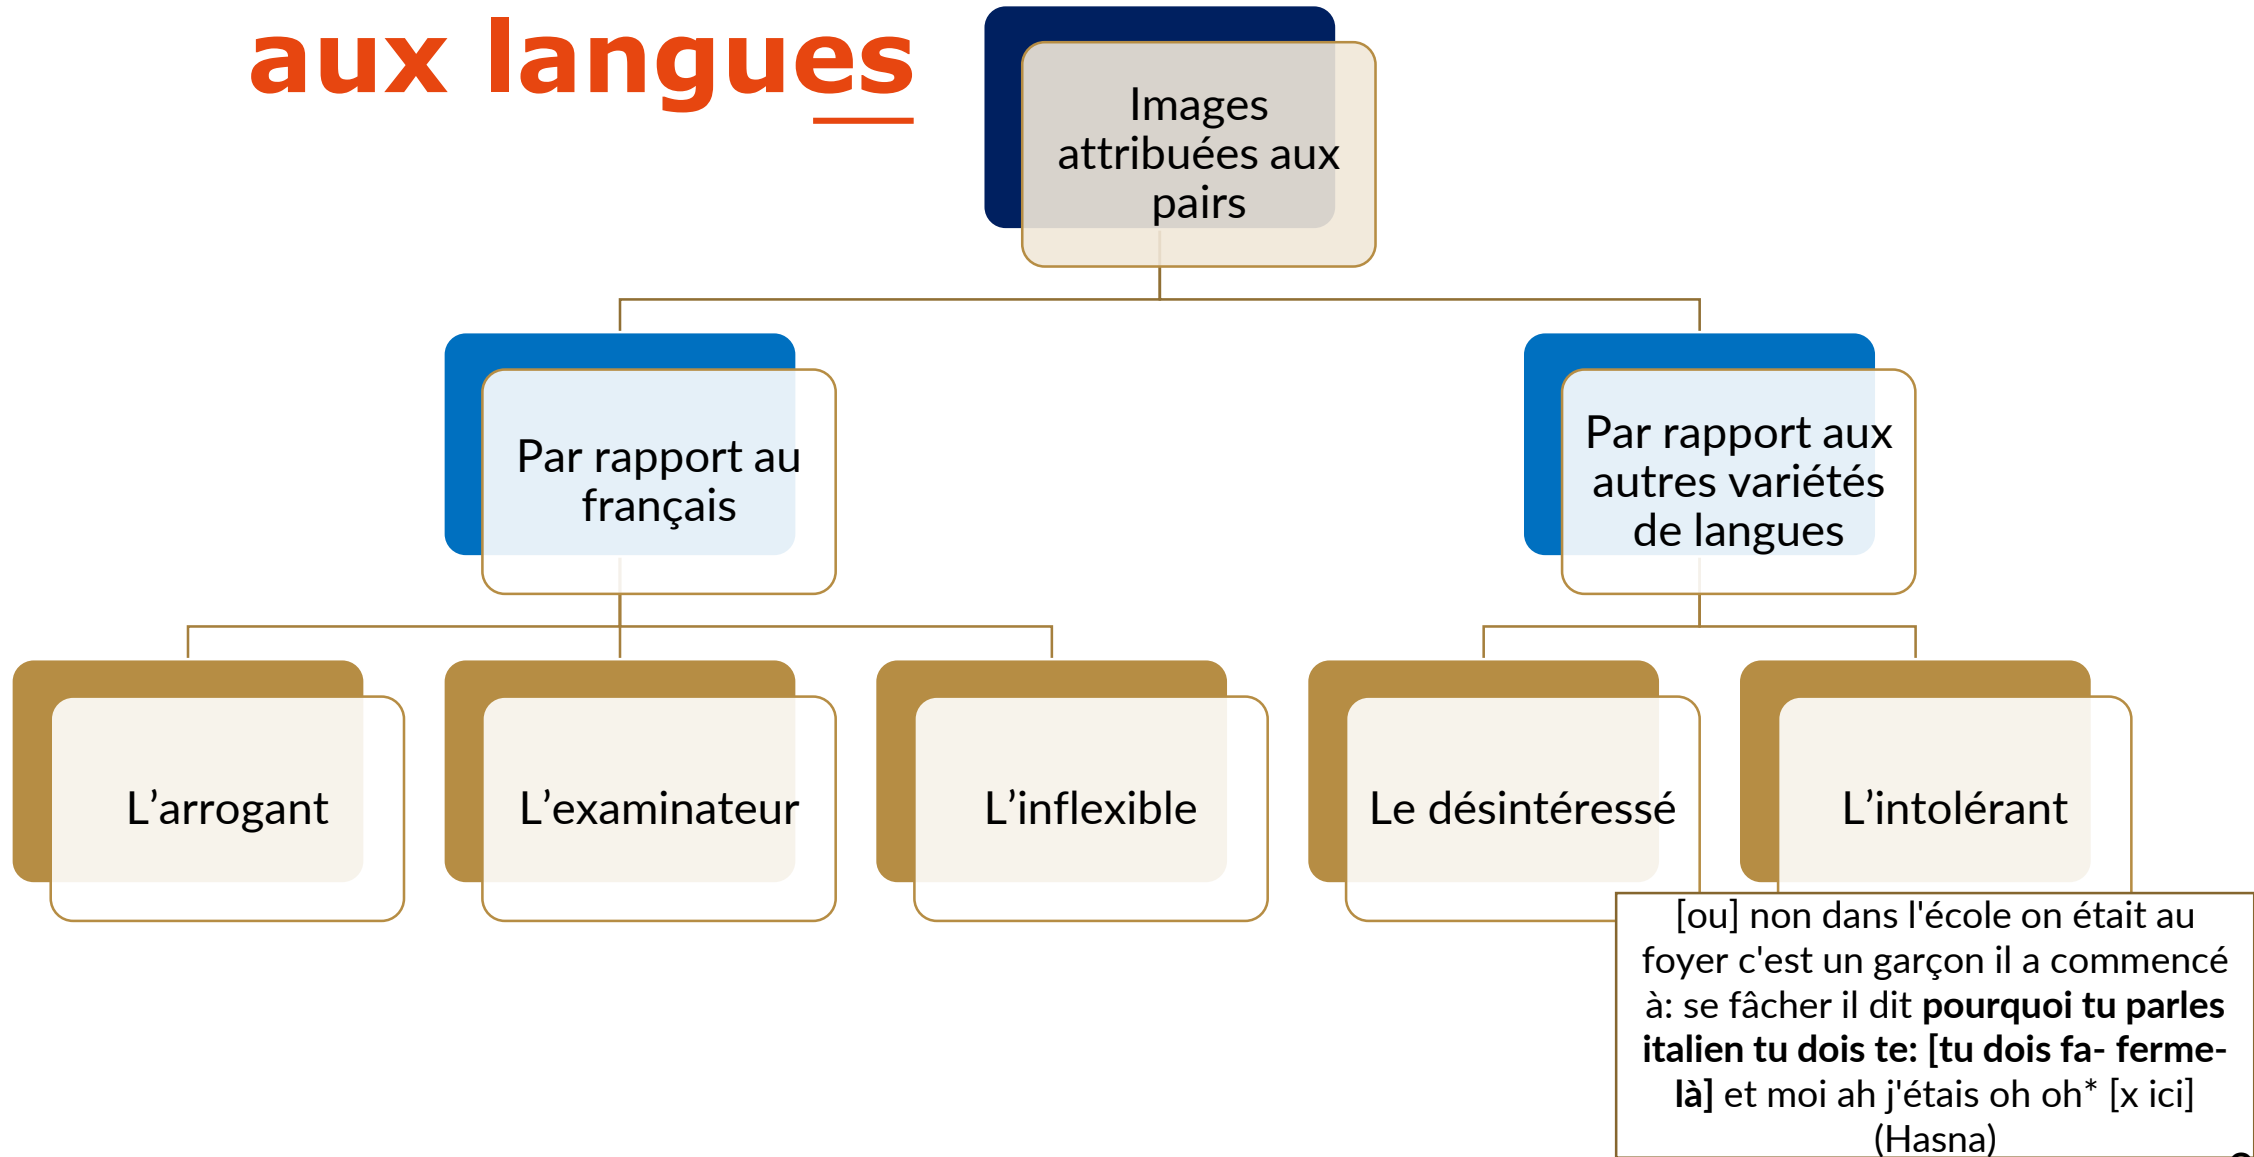 aux langues
Images
attribuées aux
pairs
Par rapport au
français
Par rapport aux
autres variétés
de langues
L’arrogant
L’examinateur
L’inflexible
Le désintéressé
L’intolérant
[ou] non dans l'école on était au
foyer c'est un garçon il a commencé
à: se fâcher il dit pourquoi tu parles
italien tu dois te: [tu dois fa- ferme-
là] et moi ah j'étais oh oh* [x ici]
(Hasna)